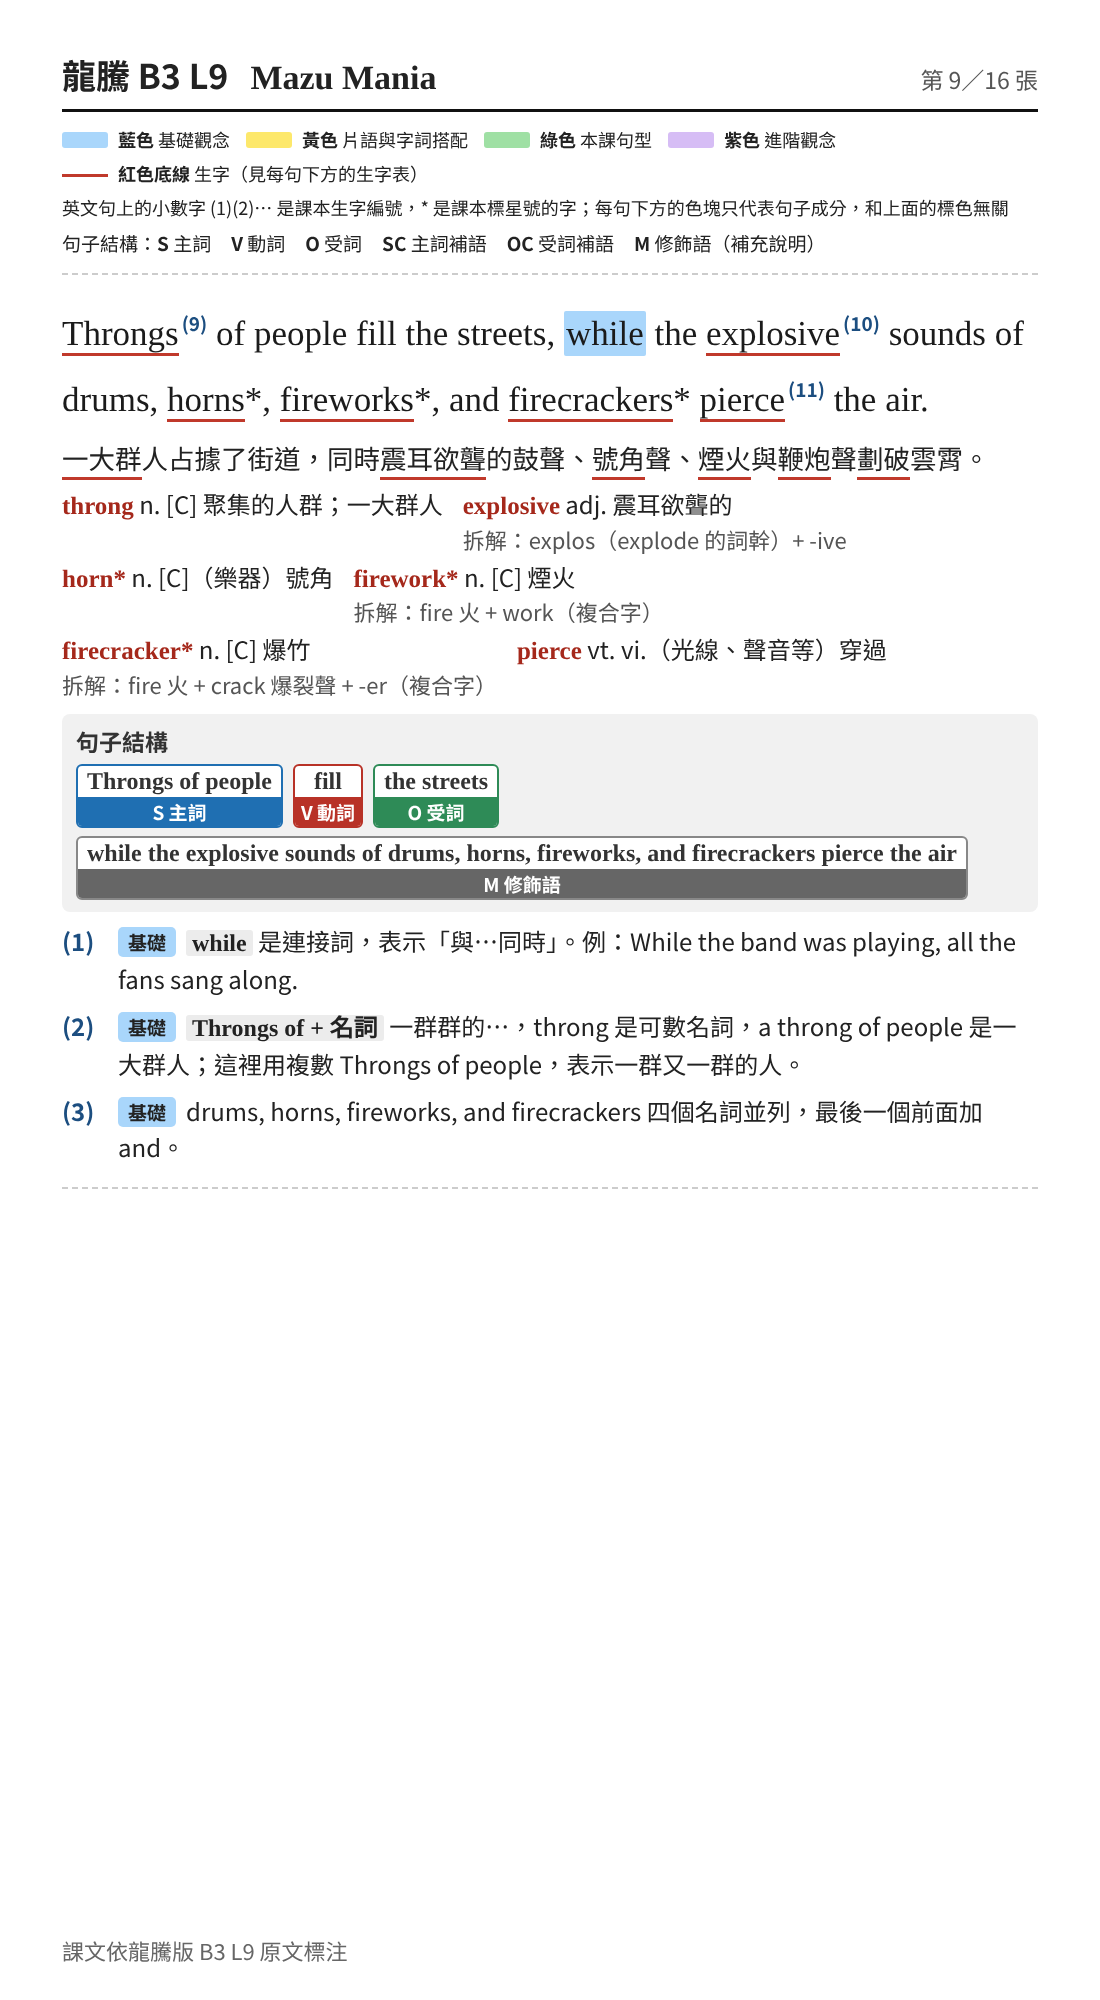 龍騰 B3 L9 Mazu Mania 第 9／16 張
藍色 基礎觀念 黃色 片語與字詞搭配 綠色 本課句型 紫色 進階觀念
紅色底線 生字（見每句下方的生字表）
英文句上的小數字 (1)(2)⋯ 是課本生字編號，* 是課本標星號的字；每句下方的色塊只代表句子成分，和上面的標色無關
句子結構：S 主詞 V 動詞 O 受詞 SC 主詞補語 OC 受詞補語 M 修飾語（補充說明）
Throngs(9) of people fill the streets, while the explosive(10) sounds of
drums, horns*, fireworks*, and firecrackers* pierce(11) the air.
一大群人占據了街道，同時震耳欲聾的鼓聲、號角聲、煙火與鞭炮聲劃破雲霄。
throng n. [C] 聚集的人群；一大群人 explosive adj. 震耳欲聾的
拆解：explos（explode 的詞幹）+ -ive
horn* n. [C]（樂器）號角 firework* n. [C] 煙火
拆解：fire 火 + work（複合字）
firecracker* n. [C] 爆竹 pierce vt. vi.（光線、聲音等）穿過
拆解：fire 火 + crack 爆裂聲 + -er（複合字）
句子結構
Throngs of people fill the streets
S 主詞 V 動詞 O 受詞
while the explosive sounds of drums, horns, fireworks, and firecrackers pierce the air
M 修飾語
(1) 基礎 while 是連接詞，表示「與⋯同時」。例：While the band was playing, all the
fans sang along.
(2) 基礎 Throngs of + 名詞 一群群的⋯，throng 是可數名詞，a throng of people 是一
大群人；這裡用複數 Throngs of people，表示一群又一群的人。
(3) 基礎 drums, horns, fireworks, and firecrackers 四個名詞並列，最後一個前面加
and。
課文依龍騰版 B3 L9 原文標注